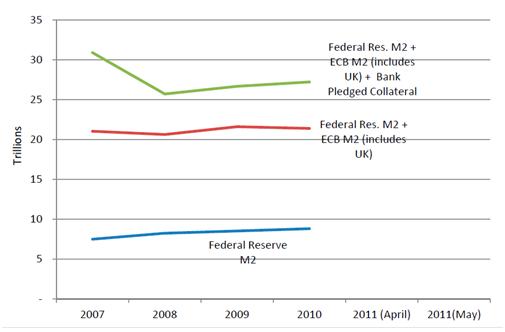 35
30
25
20
15
10
5
-
Trillions
Federal Res. M2 +
ECB M2 (includes
UK) + Bank
Pledged Collateral
Federal Res. M2 +
ECB M2 (includes
UK)
Federal Reserve
M2
2007 2008 2009 2010 2011 (April) 2011(May)